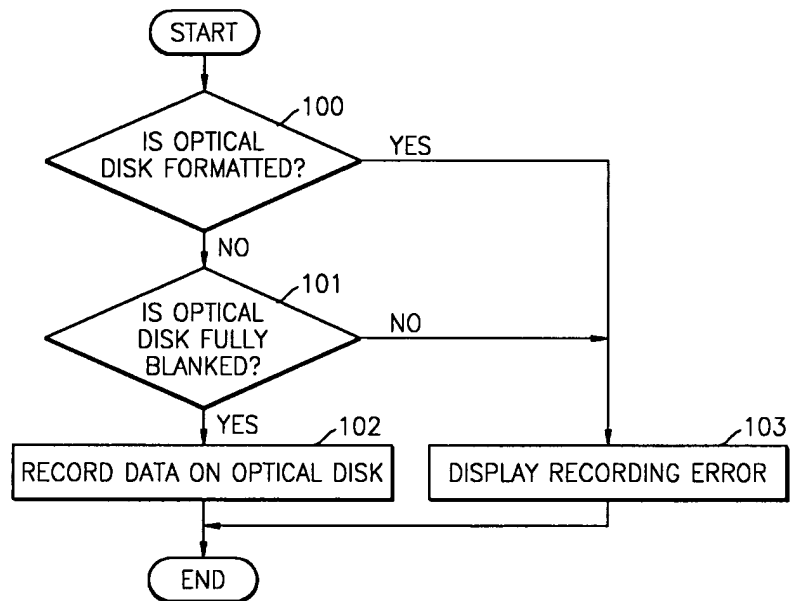 START
100
IS OPTICAL
DISK FORMATTED?
YES
NO
101
IS OPTICAL
DISK FULLY
BLANKED?
NO
YES
102
RECORD DATA ON OPTICAL DISK
103
DISPLAY RECORDING ERROR
END